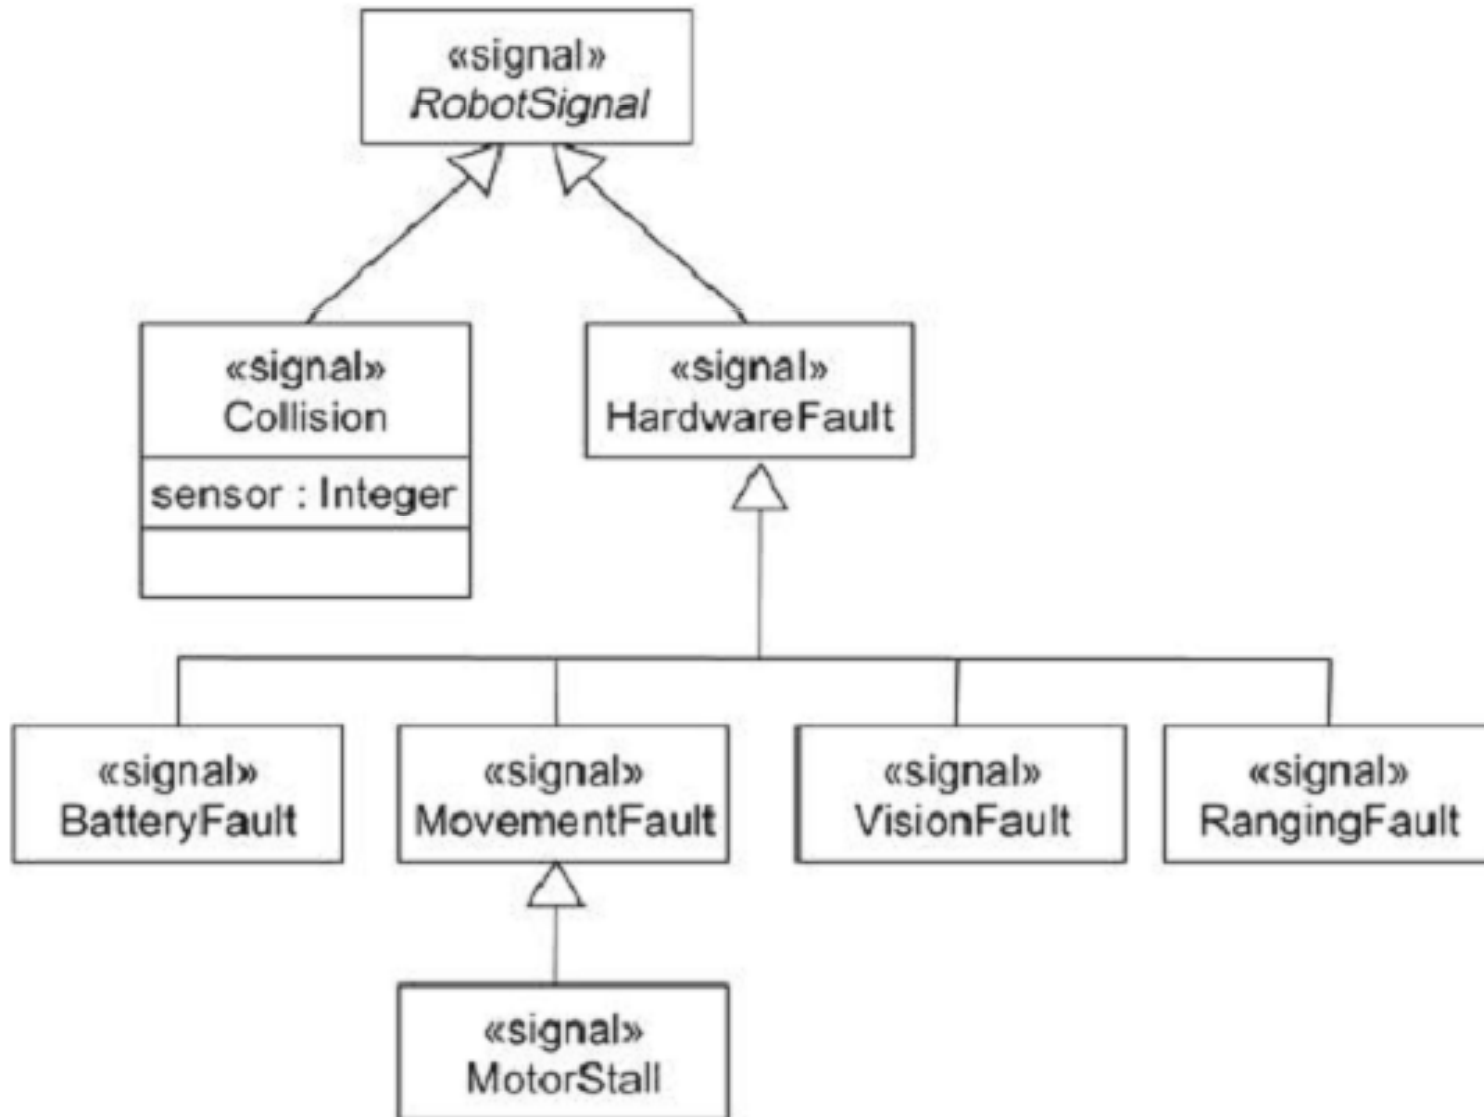 «signal»
RobotSignal
«signal»
Collision
sensor : Integer
«signal»
HardwareFault
«signal»
BatteryFault
«signal»
MovementFault
«signal»
VisionFault
«signal»
RangingFault
«signal»
MotorStall